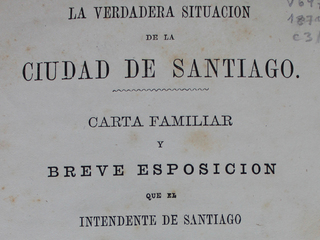 LA VERDADERA SITUACION
DE LA
CIUDAD DE SANTIAGO.
CARTA FAMILIAR
Y
BREVE ESPOSICION
QUE EL
INTENDENTE DE SANTIAGO